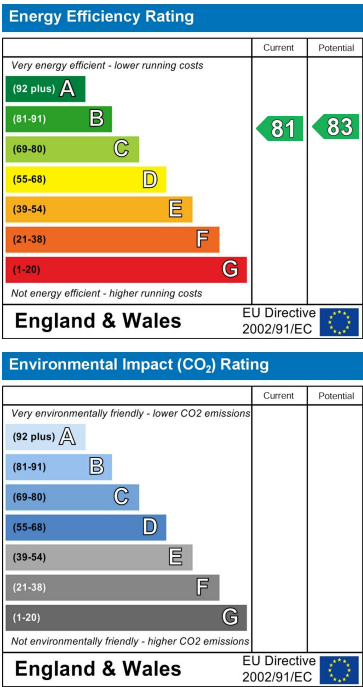 Energy Efficiency Rating
Current Potential
Very energy efficient - lower running costs
(92 plus) A
(81-91) B
81 83
(69-80) C
(55-68) D
(39-54) E
(21-38) F
(1-20) G
Not energy efficient - higher running costs
England & Wales
EU Directive
2002/91/EC
Environmental Impact (CO₂) Rating
Current Potential
Very environmentally friendly - lower CO2 emissions
(92 plus) A
(81-91) B
(69-80) C
(55-68) D
(39-54) E
(21-38) F
(1-20) G
Not environmentally friendly - higher CO2 emissions
England & Wales
EU Directive
2002/91/EC